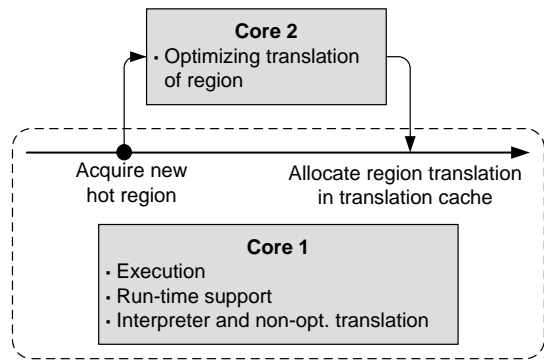 Core 2
▪ Optimizing translation
of region
Acquire new
hot region
Allocate region translation
in translation cache
Core 1
▪ Execution
▪ Run-time support
▪ Interpreter and non-opt. translation